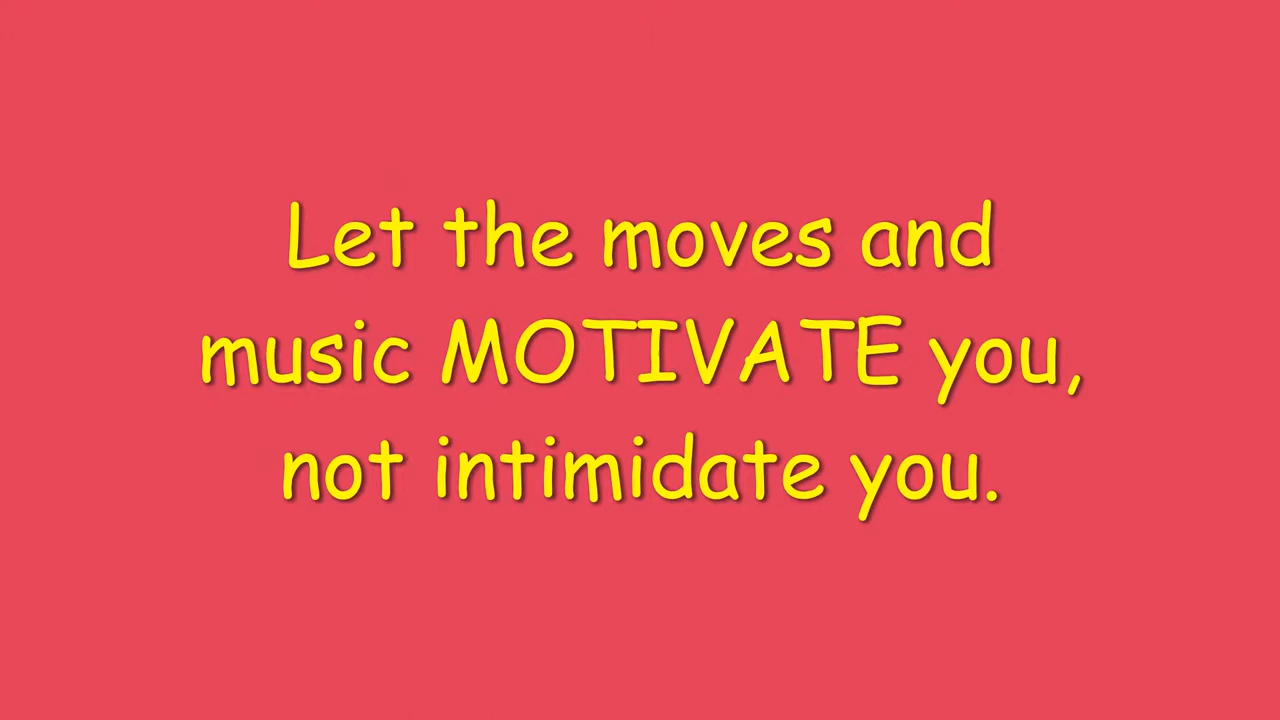 Let the moves and
music MOTIVATE you,
not intimidate you.